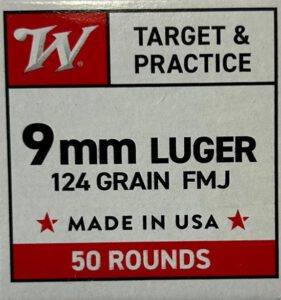 W
TARGET &
PRACTICE
9mm LUGER
124 GRAIN FMJ
MADE IN USA
50 ROUNDS